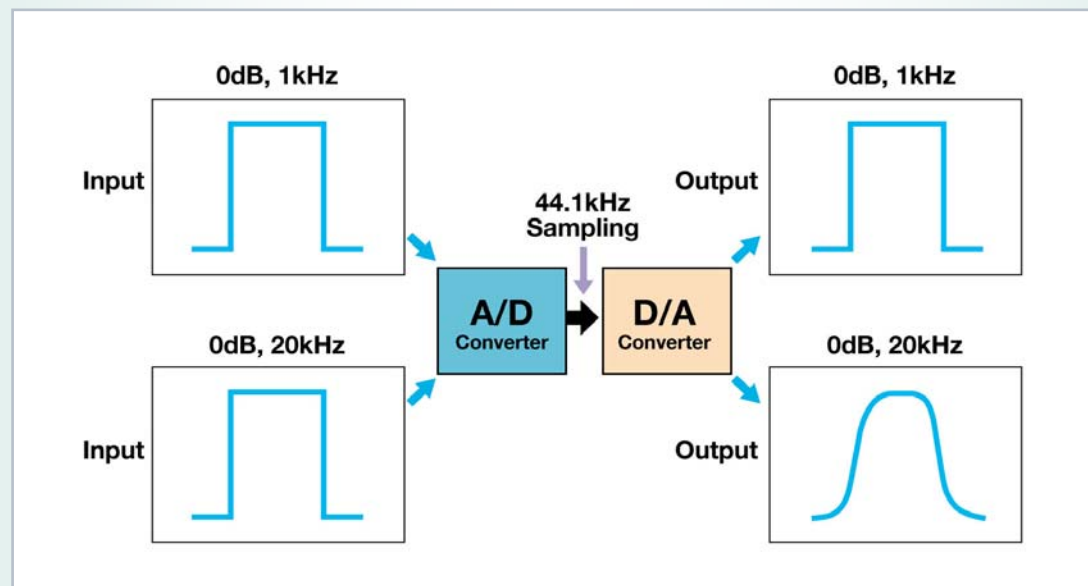 0dB, 1kHz
Input
0dB, 1kHz
Output
44.1kHz
Sampling
A/D
Converter
D/A
Converter
0dB, 20kHz
Input
0dB, 20kHz
Output